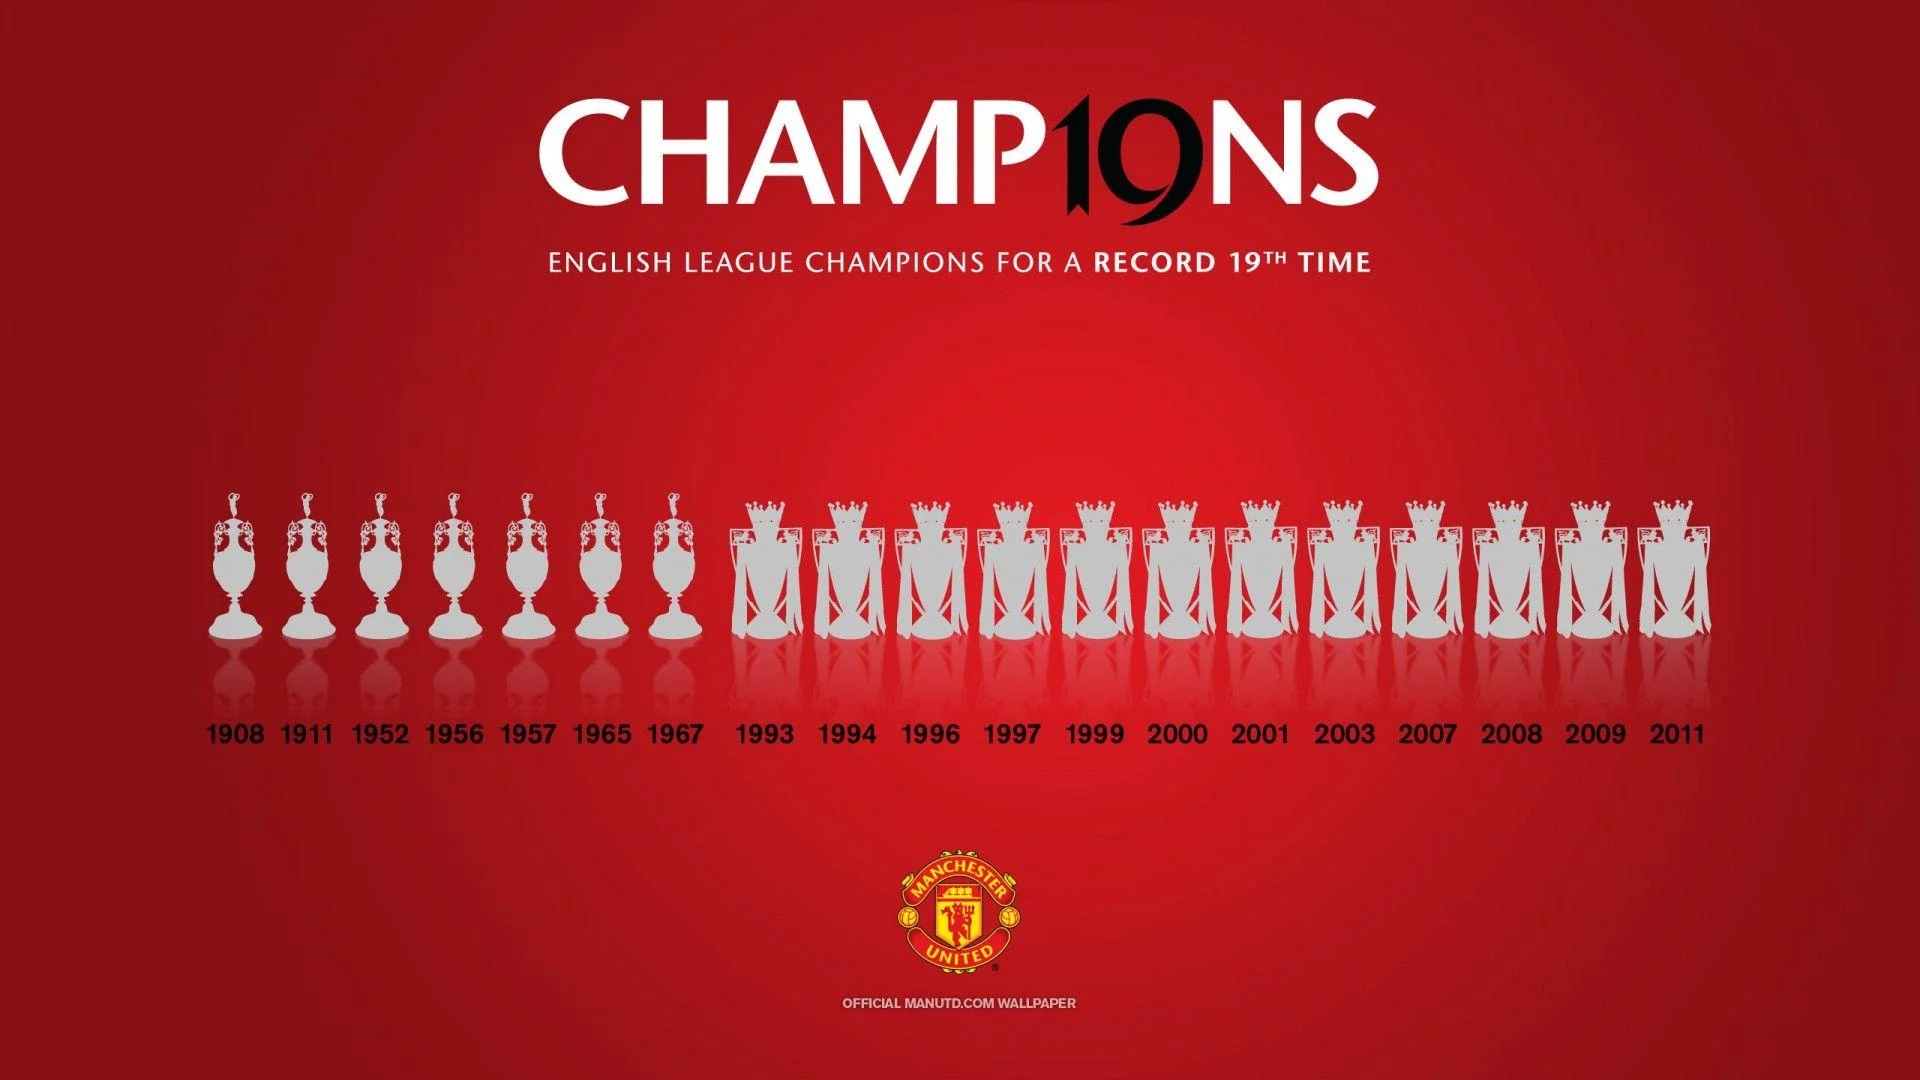 CHAMP19NS
ENGLISH LEAGUE CHAMPIONS FOR A RECORD 19TH TIME
1908 1911 1952 1956 1957 1965 1967 1993 1994 1996 1997 1999 2000 2001 2003 2007 2008 2009 2011
MANCHESTER
UNITED
®
OFFICIAL MANUTD.COM WALLPAPER